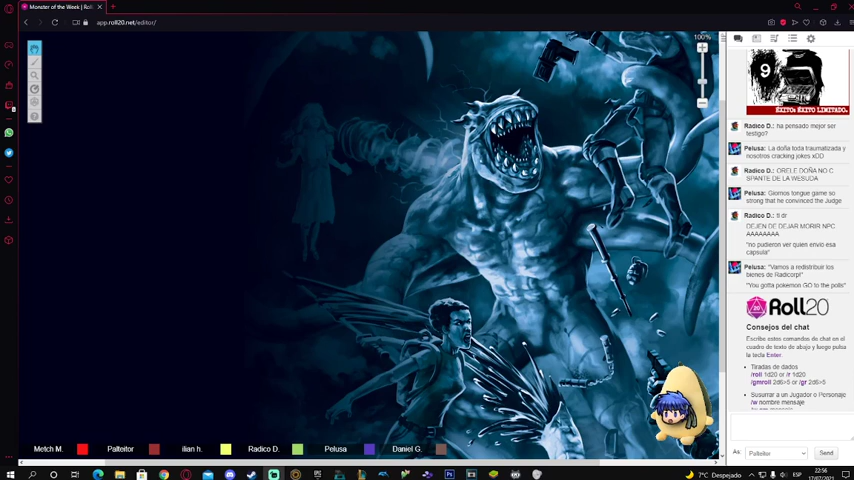 Monster of the Week | Roll
app.roll20.net/editor/
100%
9
ÉXITO: ÉXITO LIMITADO.
Radico D.: ha pensado mejor ser
testigo?
Pelusa: La doña toda traumatizada y
nosotros cracking jokes xDD
Radico D.: ORELE DOÑA NO C
SPANTE DE LA WESUDA
Pelusa: Giornos tongue game so
strong that he convinced the Judge
Radico D.: tl dr
DEJEN DE DEJAR MORIR NPC
AAAAAAAA
"no pudieron ver quien envio esa
capsula"
Pelusa: "Vamos a redistribuir los
bienes de Radicorp!"
"You gotta pokemon GO to the polls"
Roll20
Consejos del chat
Escribe estos comandos de chat en el
cuadro de texto de abajo y luego pulsa
la tecla Enter.
Tiradas de dados
/roll 1d20 or /r 1d20
/gmroll 2d6>5 or /gr 2d6>5
Susurrar a un Jugador o Personaje
/w nombre mensaje
Metch M.
Palteitor
ilian h.
Radico D.
Pelusa
Daniel G.
As:
Palteitor
Send
7°C Despejado
ESP
22:56
17/07/2021